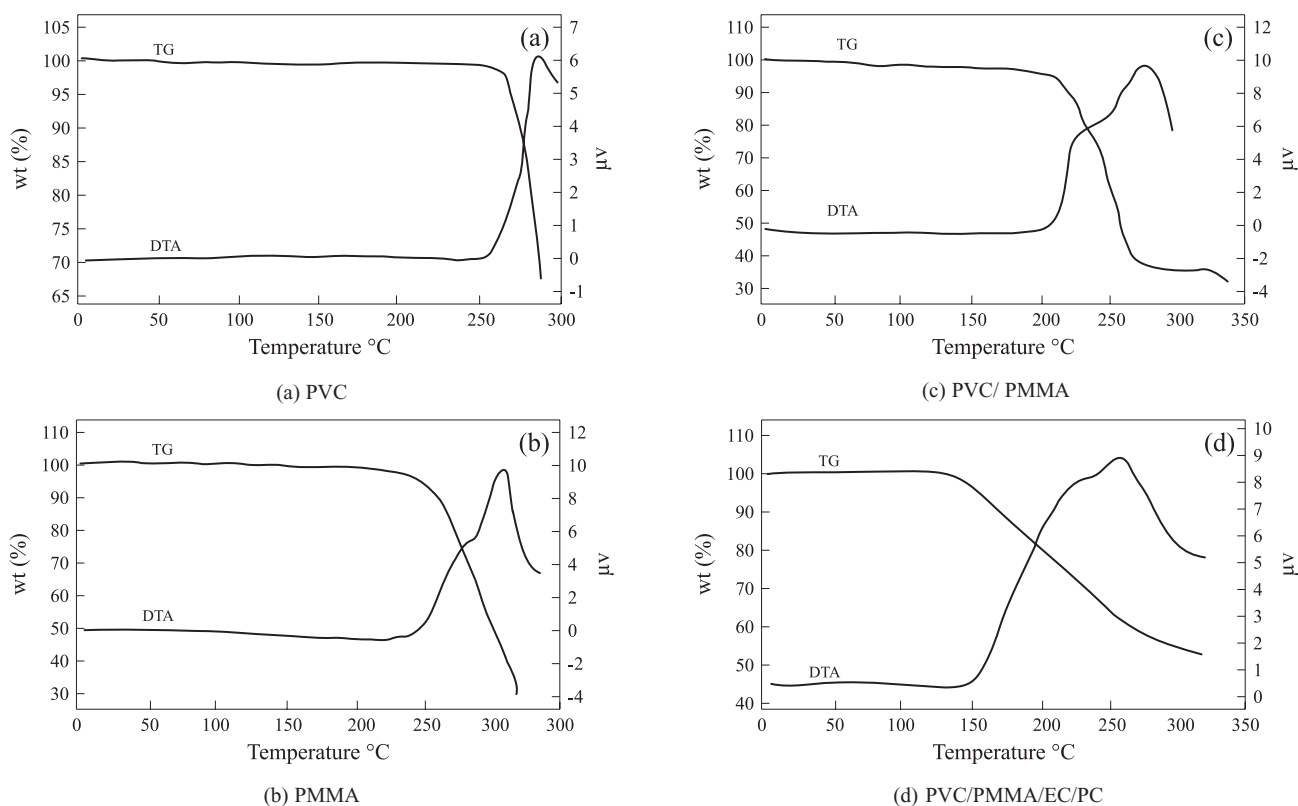 (a)
TG
DTA
105
100
95
90
85
80
75
70
65
wt (%)
7
6
5
4
3
2
1
0
-1
μv
0 50 100 150 200 250 300
Temperature °C
(a) PVC
(c)
TG
DTA
110
100
90
80
70
60
50
40
30
wt (%)
12
10
8
6
4
2
0
-2
-4
μv
0 50 100 150 200 250 300 350
Temperature °C
(c) PVC/ PMMA
(b)
TG
DTA
110
100
90
80
70
60
50
40
30
wt (%)
12
10
8
6
4
2
0
-2
-4
μv
0 50 100 150 250 300 300
Temperature °C
(b) PMMA
(d)
TG
DTA
110
100
90
80
70
60
50
40
wt (%)
10
9
8
7
6
5
4
3
2
1
0
μv
0 50 100 150 200 250 300 350
Temperature °C
(d) PVC/PMMA/EC/PC